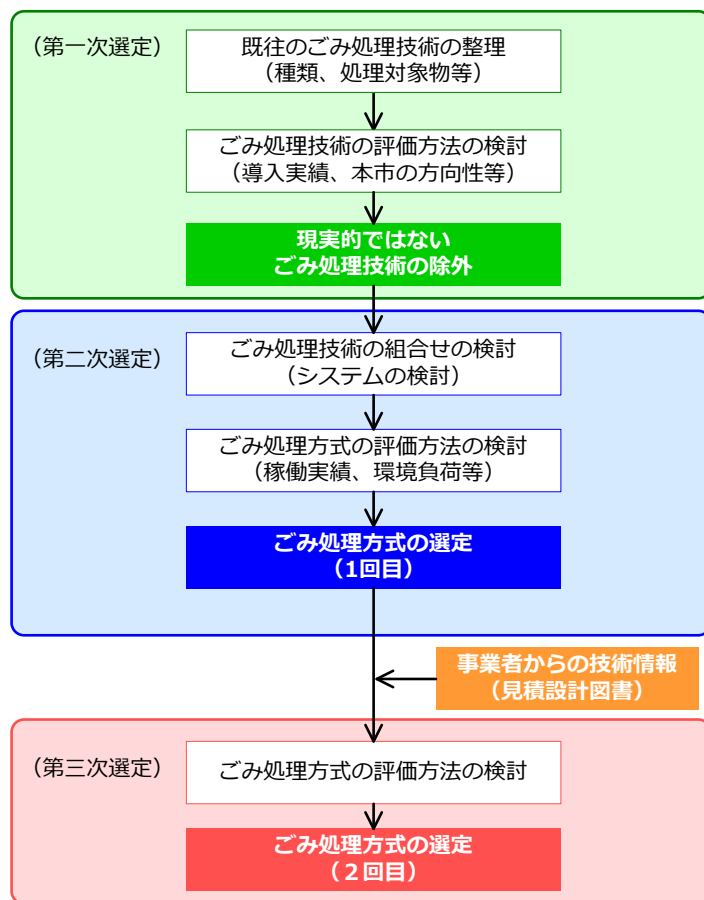 （第一次選定）
既往のごみ処理技術の整理
（種類、処理対象物等）
ごみ処理技術の評価方法の検討
（導入実績、本市の方向性等）
現実的ではない
ごみ処理技術の除外
（第二次選定）
ごみ処理技術の組合せの検討
（システムの検討）
ごみ処理方式の評価方法の検討
（稼働実績、環境負荷等）
ごみ処理方式の選定
（1回目）
事業者からの技術情報
（見積設計図書）
（第三次選定）
ごみ処理方式の評価方法の検討
ごみ処理方式の選定
（２回目）